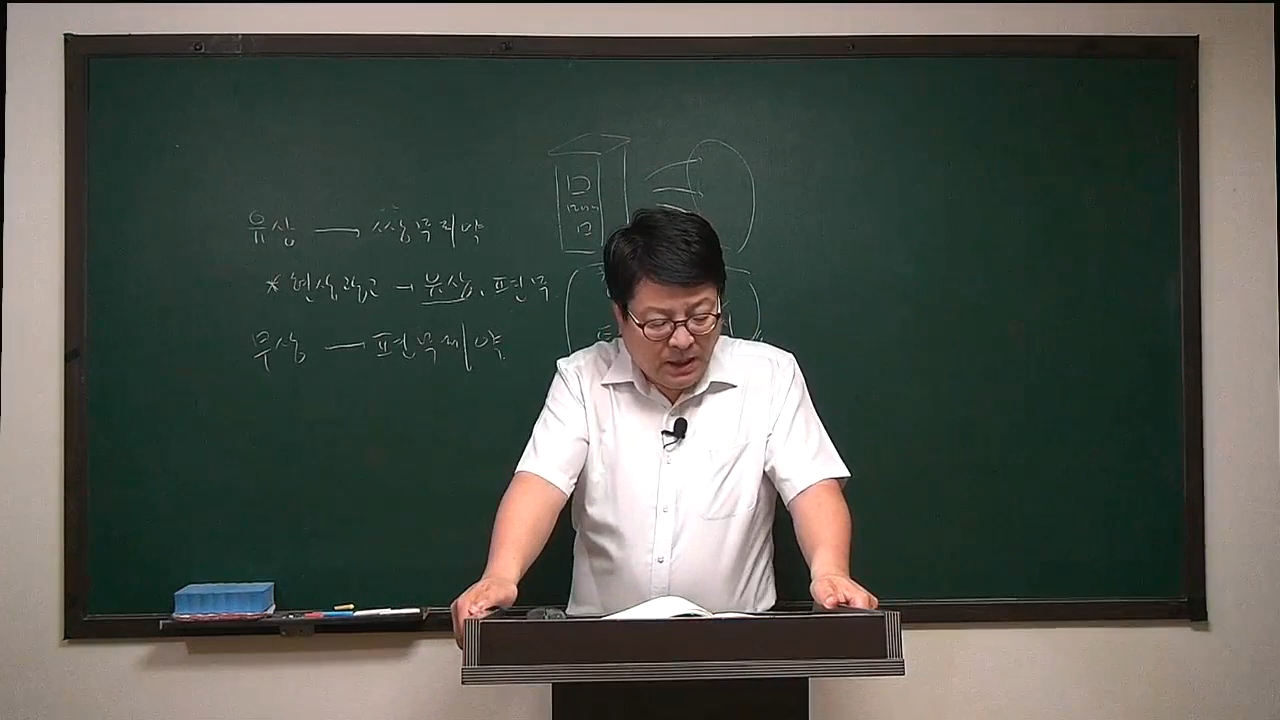 유상 → 쌍무계약
* 현상광고 → 유상, 편무
무상 → 편무계약